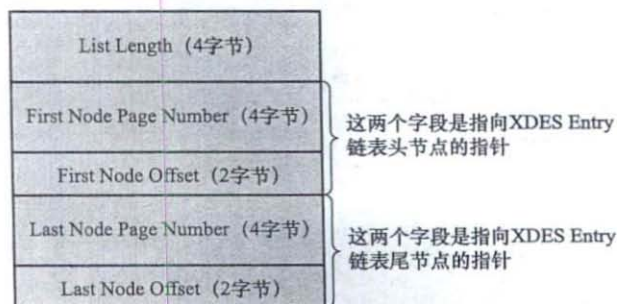 List Length（4字节）
First Node Page Number（4字节）
这两个字段是指向XDES Entry
链表头节点的指针
First Node Offset（2字节）
Last Node Page Number（4字节）
这两个字段是指向XDES Entry
链表尾节点的指针
Last Node Offset（2字节）